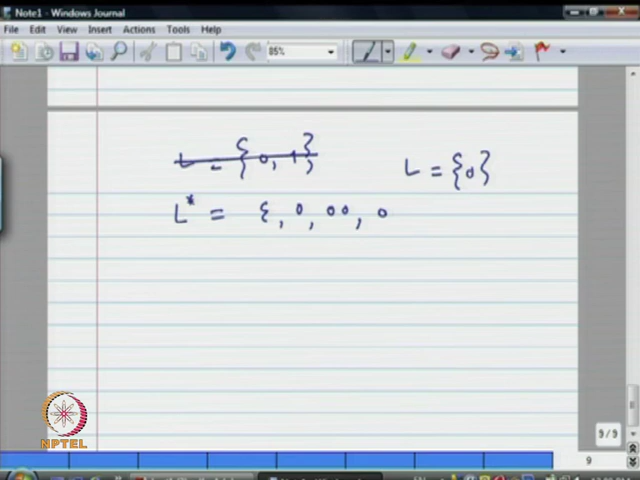 Note1 - Windows Journal
File Edit View Insert Actions Tools Help
85%
L = {0, 1}
L = {0}
L* = ε, 0, 00, 0
NPTEL
9/9
9